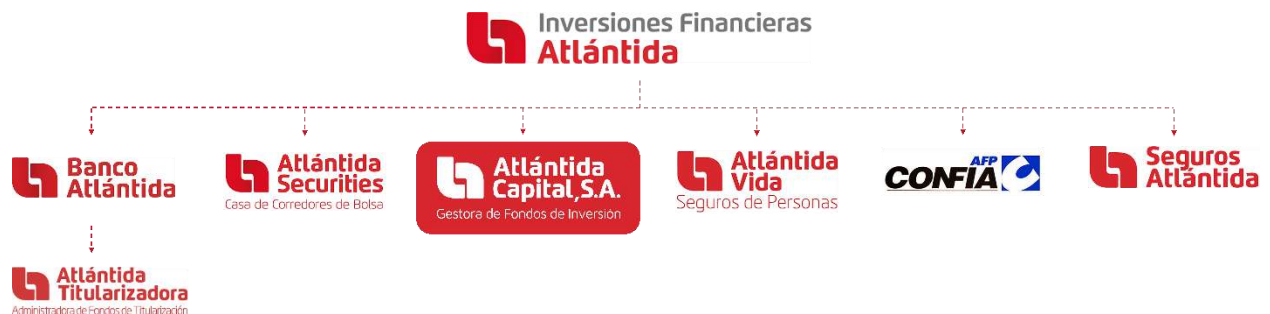 Inversiones Financieras
Atlántida
Banco
Atlántida
Atlántida
Securities
Casa de Corredores de Bolsa
Atlántida
Capital, S.A.
Gestora de Fondos de Inversión
Atlántida
Vida
Seguros de Personas
AFP
CONFÍA
Seguros
Atlántida
Atlántida
Titularizadora
Administradora de Fondos de Titularización